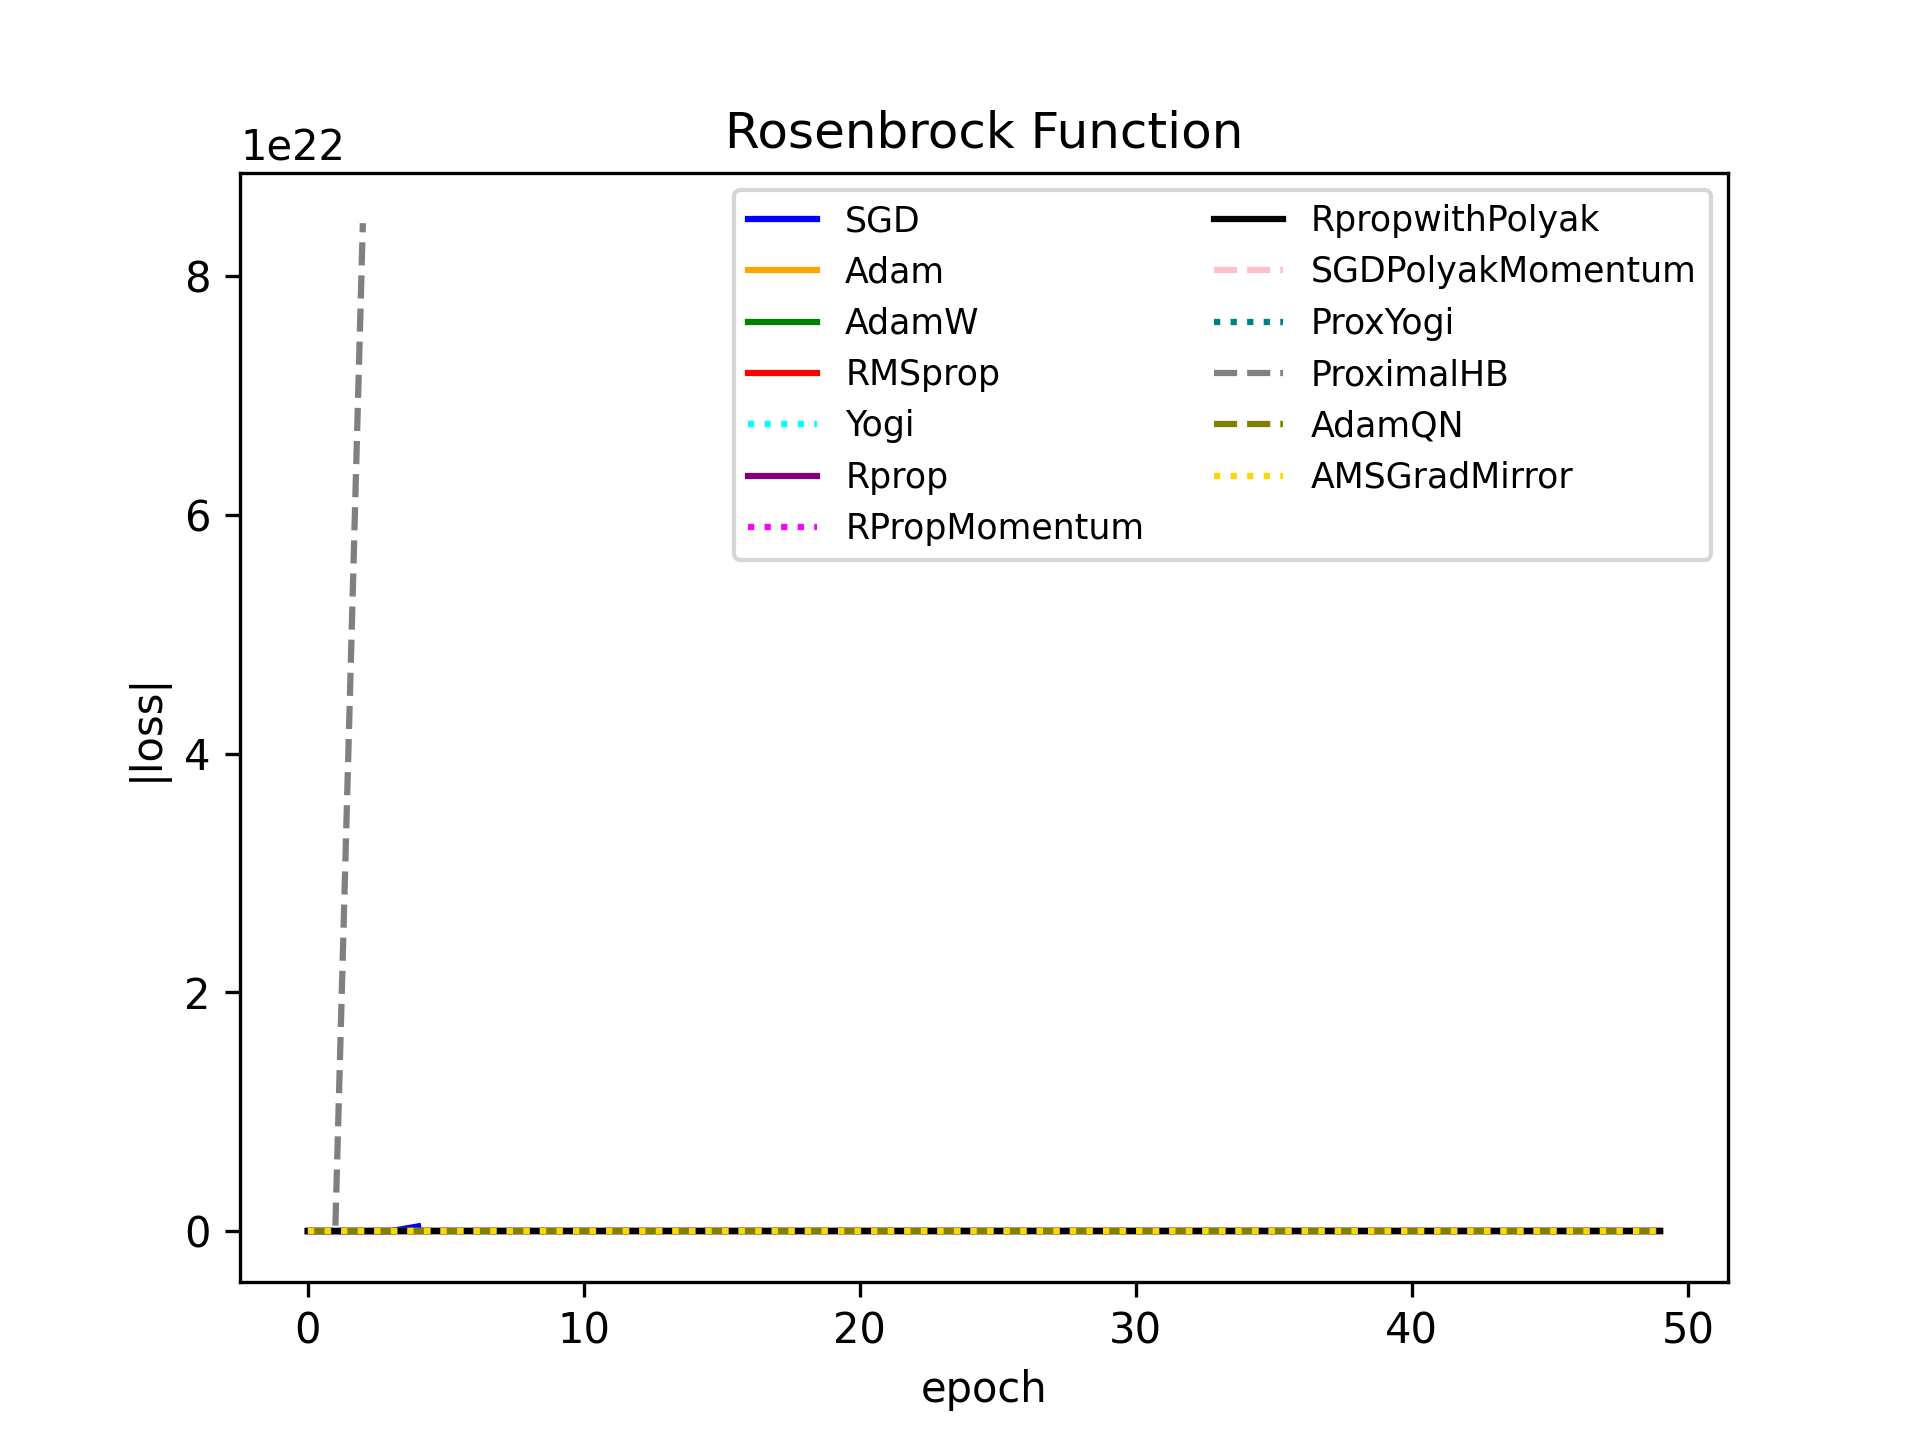 Rosenbrock Function
1e22
SGD
Adam
AdamW
RMSprop
Yogi
Rprop
RPropMomentum
RpropwithPolyak
SGDPolyakMomentum
ProxYogi
ProximalHB
AdamQN
AMSGradMirror
8
6
4
2
0
|loss|
0 10 20 30 40 50
epoch